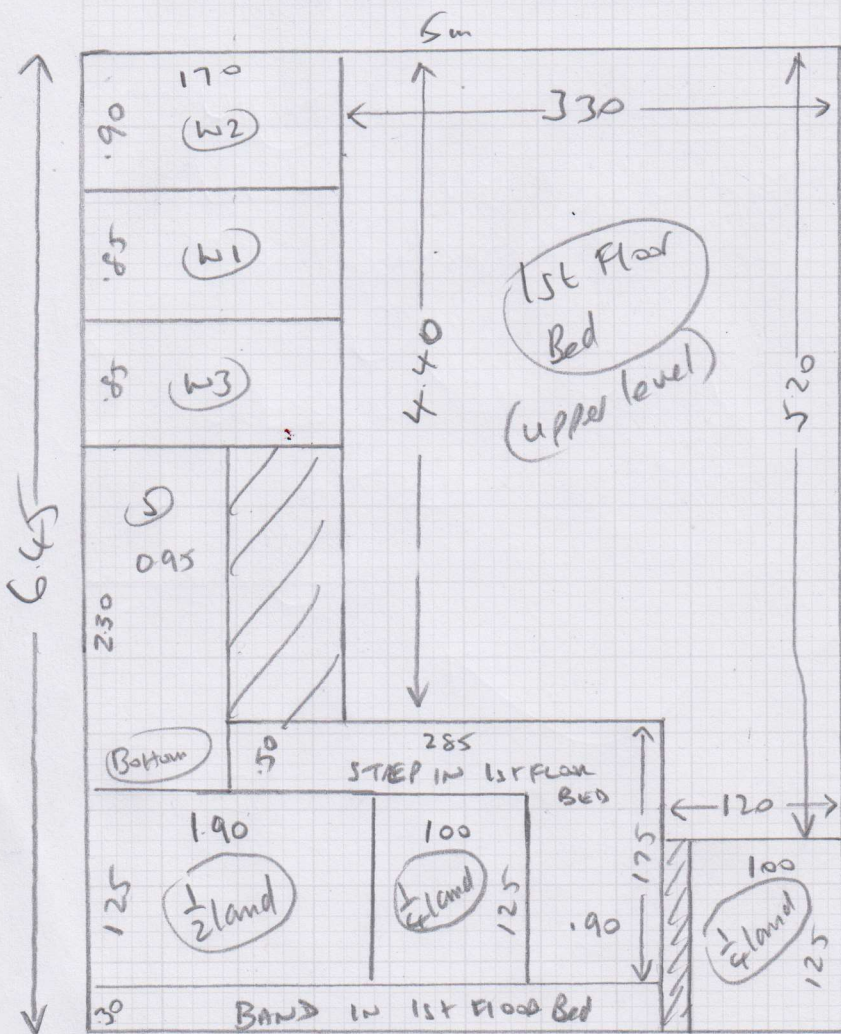 5m
170
.90
W2
330
.85
W1
1st Floor
Bed
(upper level)
.85
W3
4.40
5.20
6.45
S
0.95
2.30
Bottom
.50
285
STEP IN 1st FLOOR
BED
120
1.90
100
175
100
125
1/2 land
1/4 land
125
.90
1/4 land
125
.30
BAND IN 1st FLOOR Bed